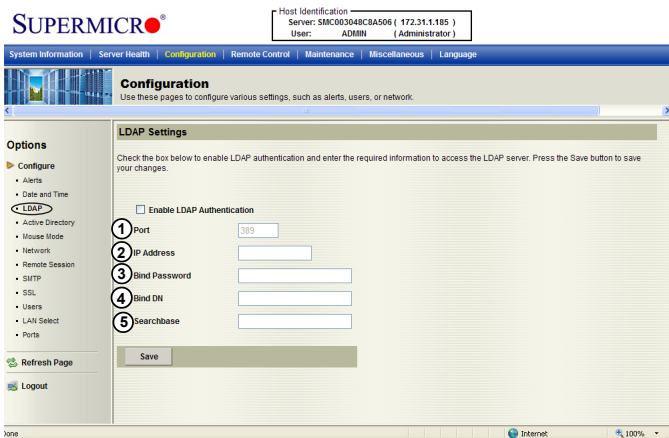 SUPERMICR®
Host Identification
Server: SMC003048C8A506 ( 172.31.1.185 )
User: ADMIN ( Administrator )
System Information | Server Health | Configuration | Remote Control | Maintenance | Miscellaneous | Language
Configuration
Use these pages to configure various settings, such as alerts, users, or network.
Options
Configure
• Alerts
• Date and Time
• LDAP
• Active Directory
• Mouse Mode
• Network
• Remote Session
• SMTP
• SSL
• Users
• LAN Select
• Ports
Refresh Page
Logout
LDAP Settings
Check the box below to enable LDAP authentication and enter the required information to access the LDAP server. Press the Save button to save
your changes.
Enable LDAP Authentication
1 Port 389
2 IP Address
3 Bind Password
4 Bind DN
5 Searchbase
Save
Done
Internet
100%